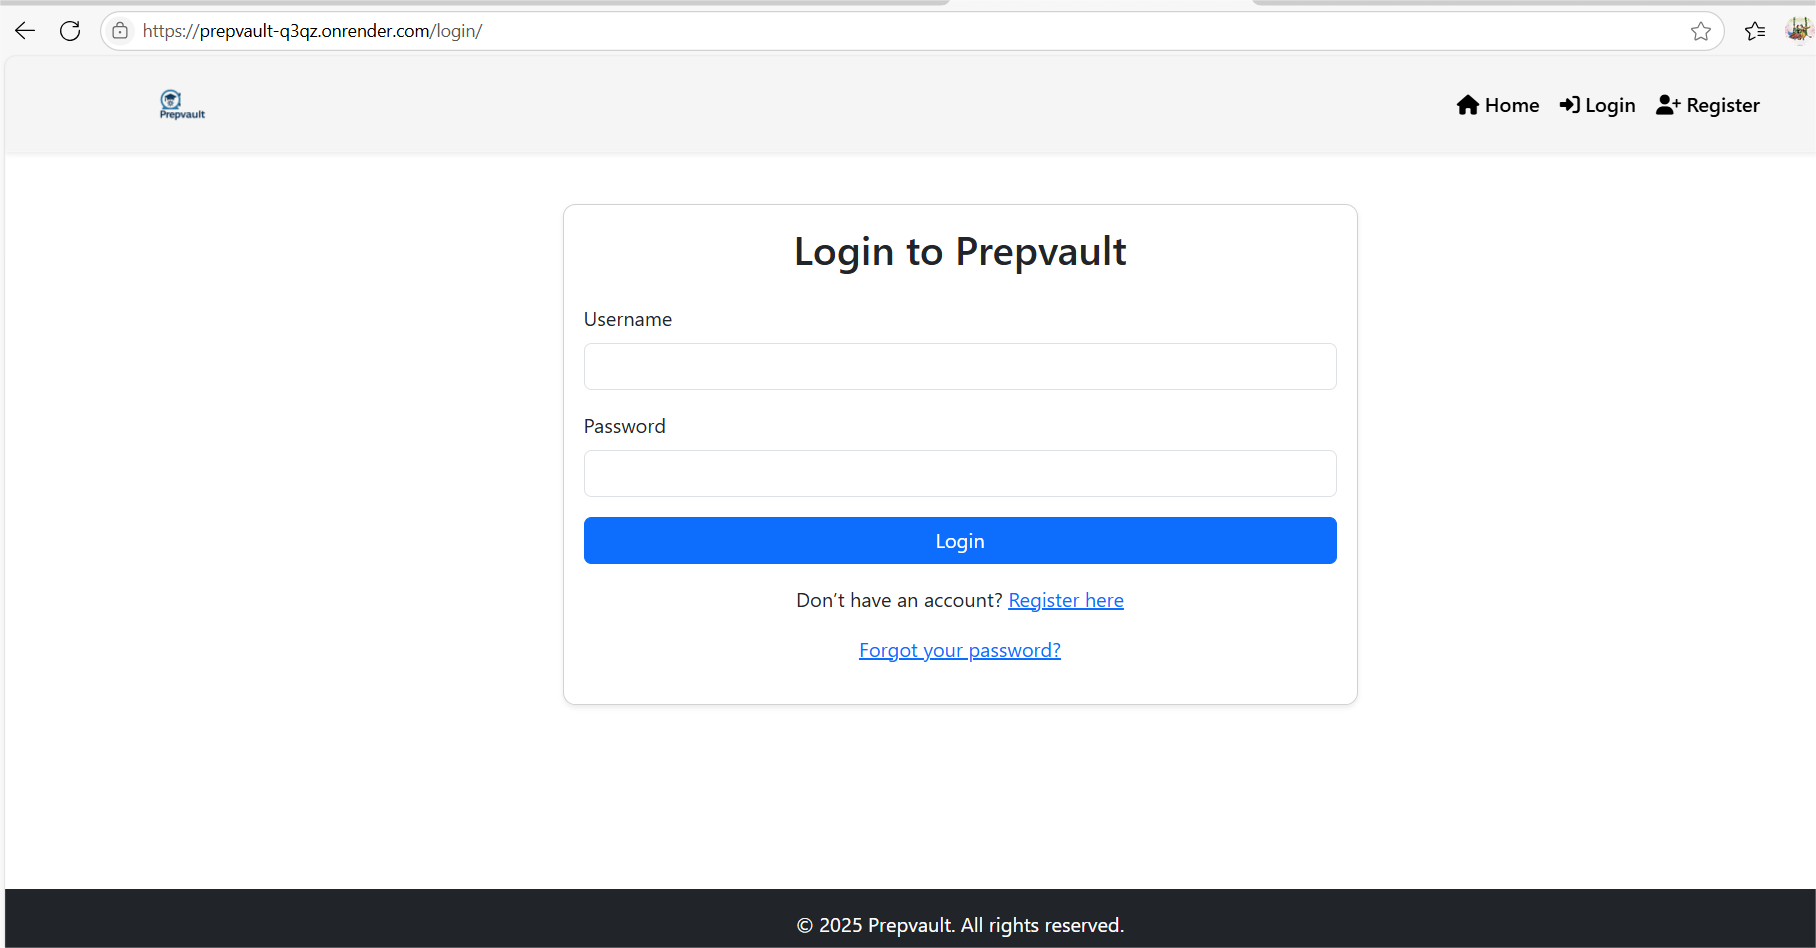 https://prepvault-q3qz.onrender.com/login/
Prepvault
Home Login Register
Login to Prepvault
Username
Password
Login
Don’t have an account? Register here
Forgot your password?
© 2025 Prepvault. All rights reserved.